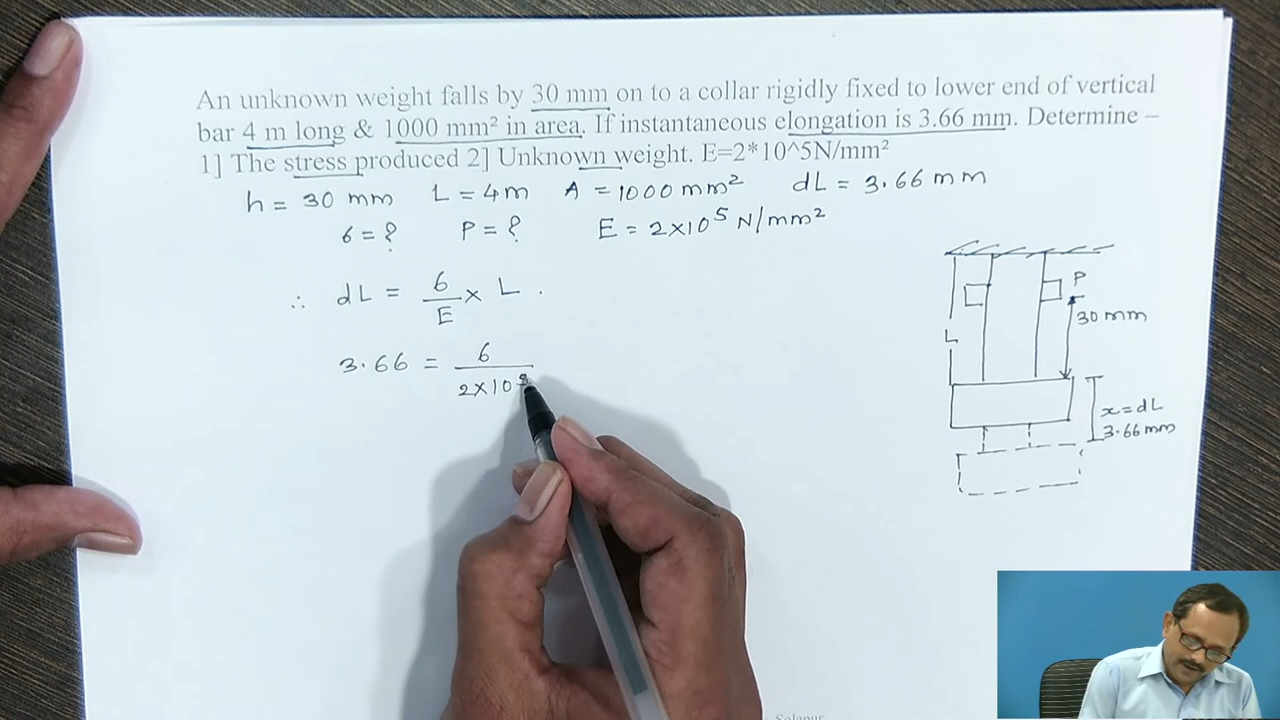 An unknown weight falls by 30 mm on to a collar rigidly fixed to lower end of vertical
bar 4 m long & 1000 mm² in area. If instantaneous elongation is 3.66 mm. Determine –
1] The stress produced 2] Unknown weight. E=2*10^5N/mm²
h = 30 mm L = 4m A = 1000 mm² dL = 3.66 mm
б = ? P = ? E = 2×10⁵ N/mm²
∴ dL = б/E × L .
3.66 = б/2×10⁵
P
30 mm
L
x=dL
3.66 mm
Solapur